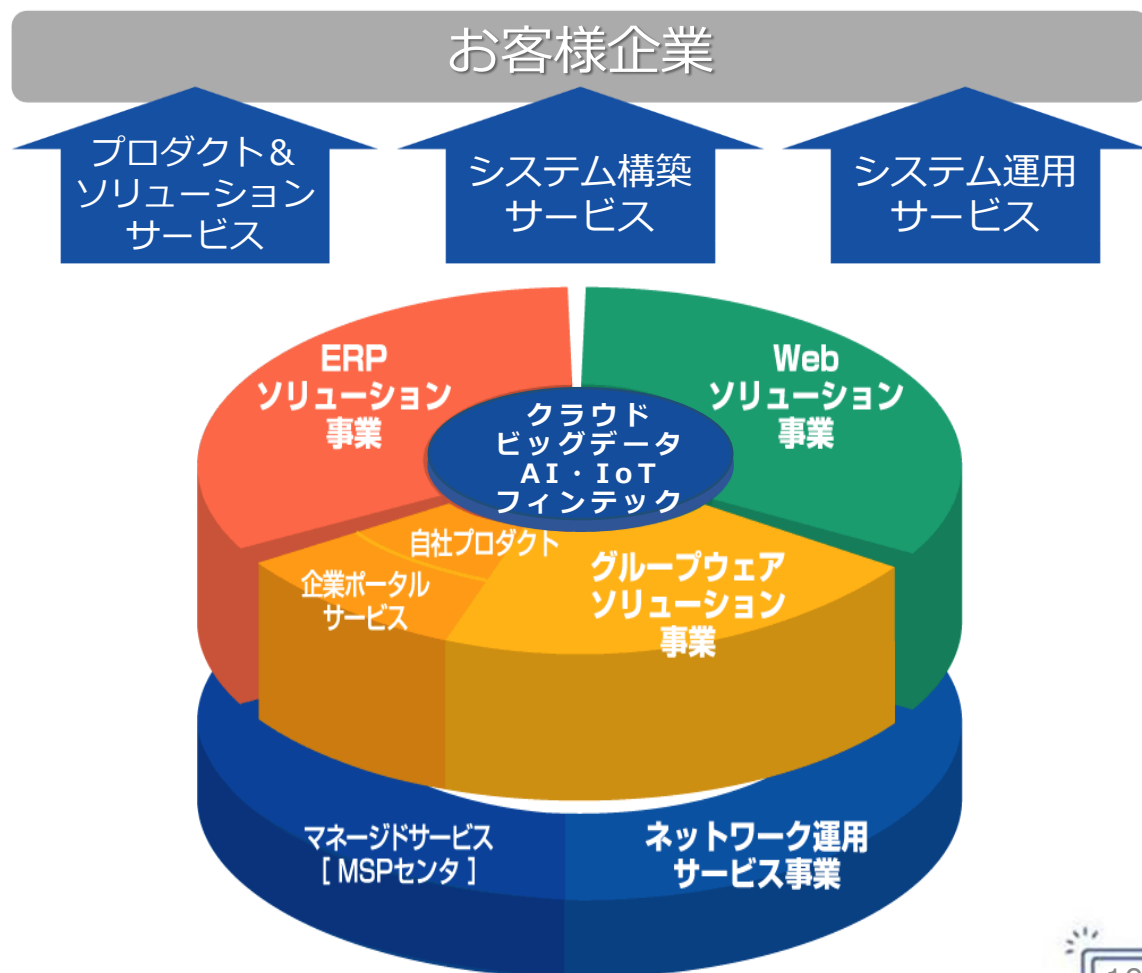 お客様企業
プロダクト&
ソリューション
サービス
システム構築
サービス
システム運用
サービス
ERP
ソリューション
事業
Web
ソリューション
事業
クラウド
ビッグデータ
AI・IoT
フィンテック
自社プロダクト
企業ポータル
サービス
グループウェア
ソリューション
事業
マネージドサービス
[ MSPセンタ ]
ネットワーク運用
サービス事業